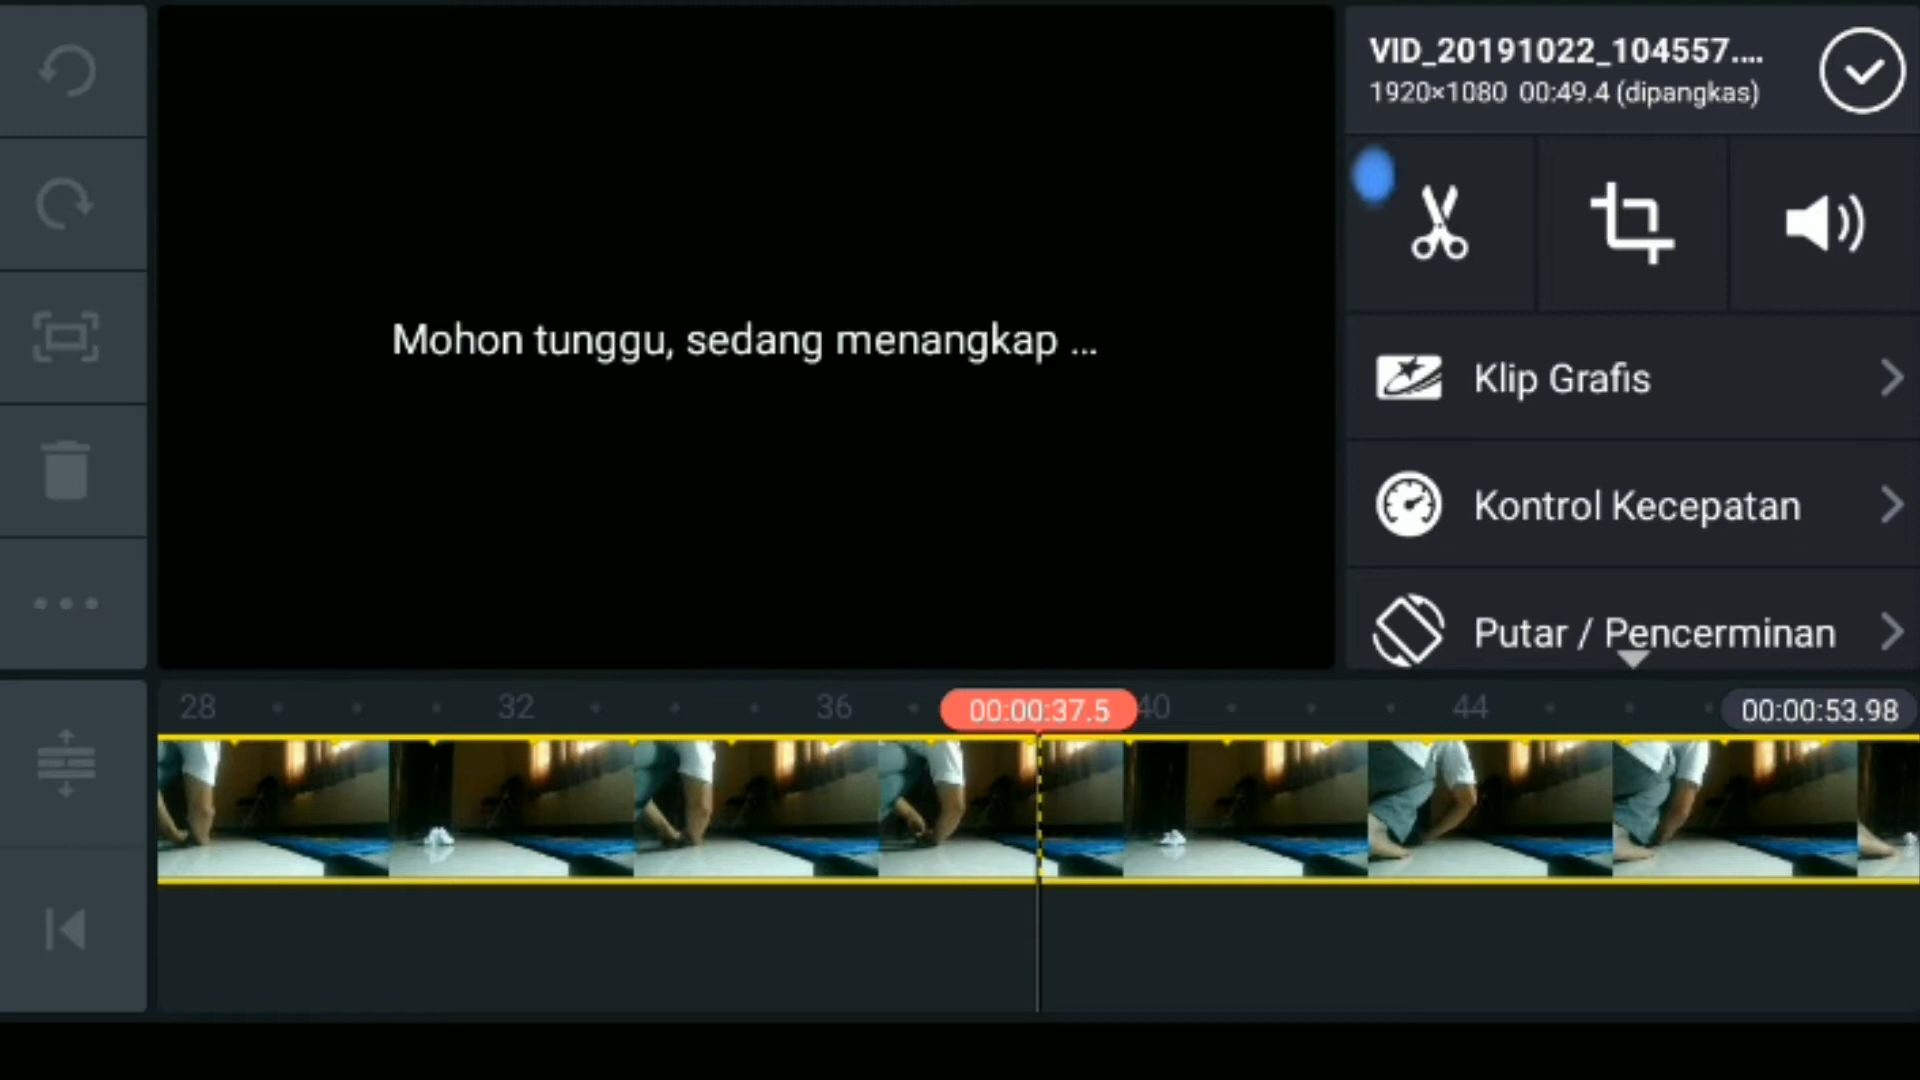 VID_20191022_104557....
1920×1080 00:49.4 (dipangkas)
Mohon tunggu, sedang menangkap ...
Klip Grafis
Kontrol Kecepatan
Putar / Pencerminan
28 32 36 00:00:37.5 40 44 00:00:53.98